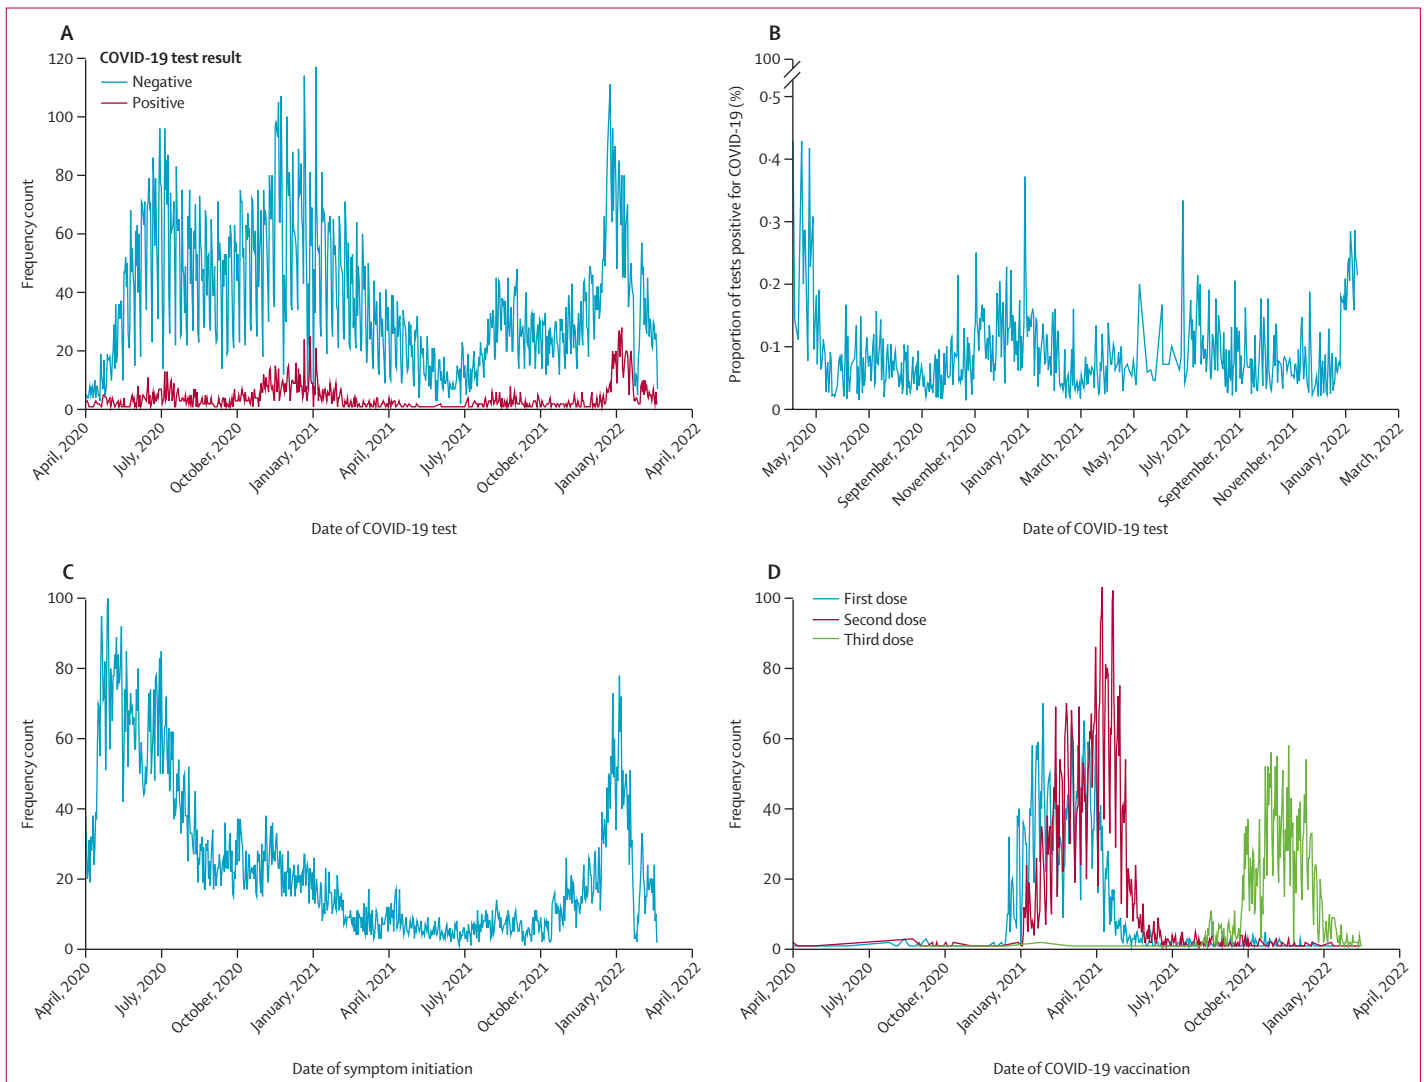 A
COVID-19 test result
Negative
Positive
Frequency count
120
100
80
60
40
20
0
April, 2020
July, 2020
October, 2020
January, 2021
April, 2021
July, 2021
October, 2021
January, 2022
April, 2022
Date of COVID-19 test
B
Proportion of tests positive for COVID-19 (%)
100
0·5
0·4
0·3
0·2
0·1
0
May, 2020
July, 2020
September, 2020
November, 2020
January, 2021
March, 2021
May, 2021
July, 2021
September, 2021
November, 2021
January, 2022
March, 2022
Date of COVID-19 test
C
Frequency count
100
80
60
40
20
0
April, 2020
July, 2020
October, 2020
January, 2021
April, 2021
July, 2021
October, 2021
January, 2022
April, 2022
Date of symptom initiation
D
First dose
Second dose
Third dose
Frequency count
100
80
60
40
20
0
April, 2020
July, 2020
October, 2020
January, 2021
April, 2021
July, 2021
October, 2021
January, 2022
April, 2022
Date of COVID-19 vaccination